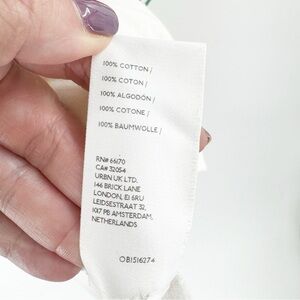 100% COTTON /
100% COTON /
100% ALGODÓN /
100% COTONE /
100% BAUMWOLLE /
RN# 66170
CA# 32054
URBN UK LTD.
146 BRICK LANE
LONDON, E1 6RU
LEIDSESTRAAT 32,
1017 PB AMSTERDAM,
NETHERLANDS
OB1516274